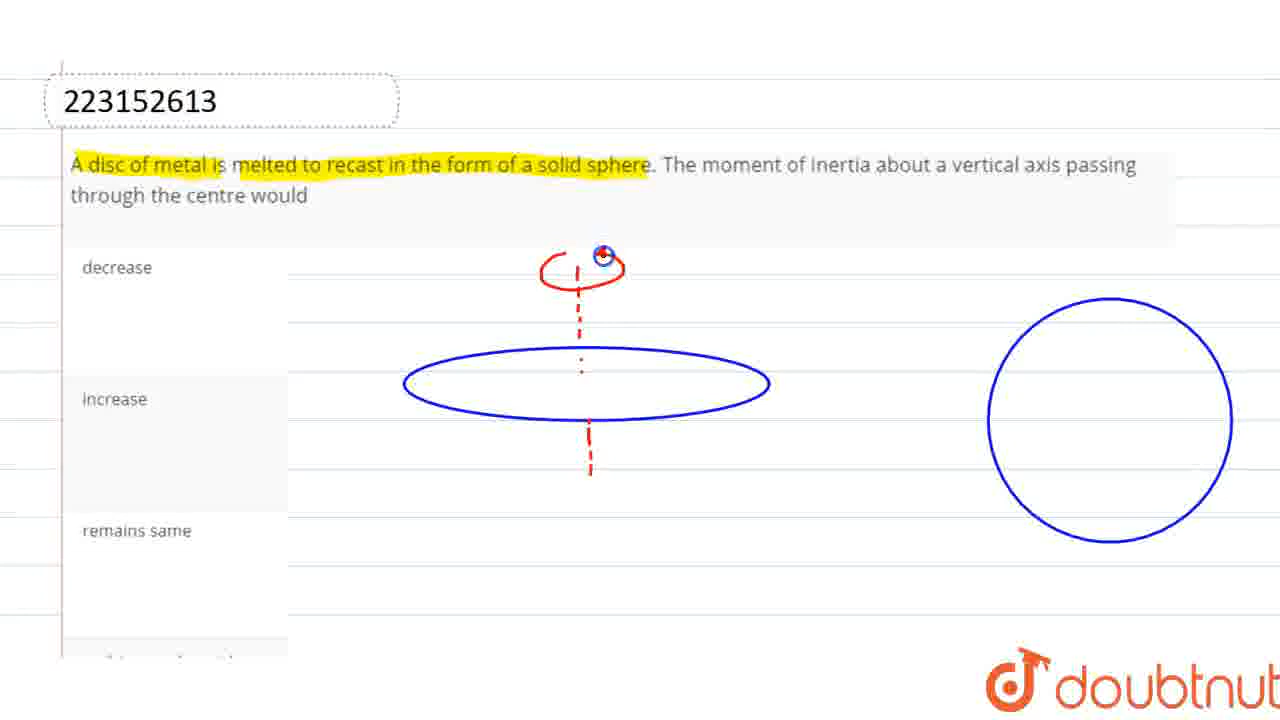 223152613
A disc of metal is melted to recast in the form of a solid sphere. The moment of Inertia about a vertical axis passing
through the centre would
decrease
increase
remains same
doubtnut